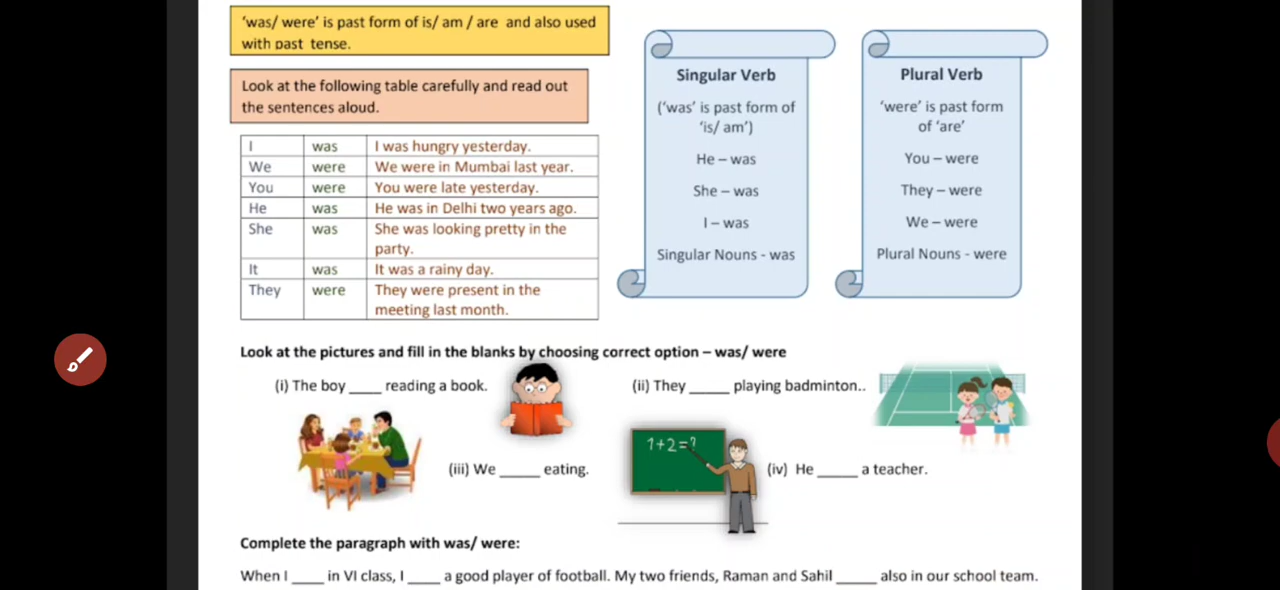 ‘was/ were’ is past form of is/ am / are and also used
with past tense.
Look at the following table carefully and read out
the sentences aloud.
I was I was hungry yesterday.
We were We were in Mumbai last year.
You were You were late yesterday.
He was He was in Delhi two years ago.
She was She was looking pretty in the
party.
It was It was a rainy day.
They were They were present in the
meeting last month.
Singular Verb
(‘was’ is past form of
‘is/ am’)
He – was
She – was
I – was
Singular Nouns - was
Plural Verb
‘were’ is past form
of ‘are’
You – were
They – were
We – were
Plural Nouns - were
Look at the pictures and fill in the blanks by choosing correct option – was/ were
(i) The boy ____ reading a book.
(ii) They _____ playing badminton..
(iii) We _____ eating.
1+2=?
(iv) He _____ a teacher.
Complete the paragraph with was/ were:
When I ____ in VI class, I ____ a good player of football. My two friends, Raman and Sahil _____ also in our school team.